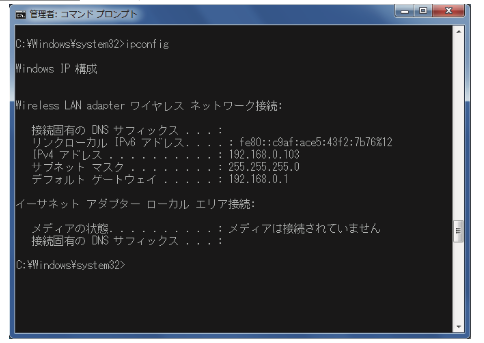 管理者: コマンド プロンプト
C:¥Windows¥system32>ipconfig
Windows IP 構成
Wireless LAN adapter ワイヤレス ネットワーク接続:
接続固有の DNS サフィックス . . . :
リンクローカル IPv6 アドレス. . . . : fe80::c9af:ace5:43f2:7b76%12
IPv4 アドレス . . . . . . . . . . : 192.168.0.103
サブネット マスク . . . . . . . . : 255.255.255.0
デフォルト ゲートウェイ . . . . . : 192.168.0.1
イーサネット アダプター ローカル エリア接続:
メディアの状態. . . . . . . . . . : メディアは接続されていません
接続固有の DNS サフィックス . . . :
C:¥Windows¥system32>